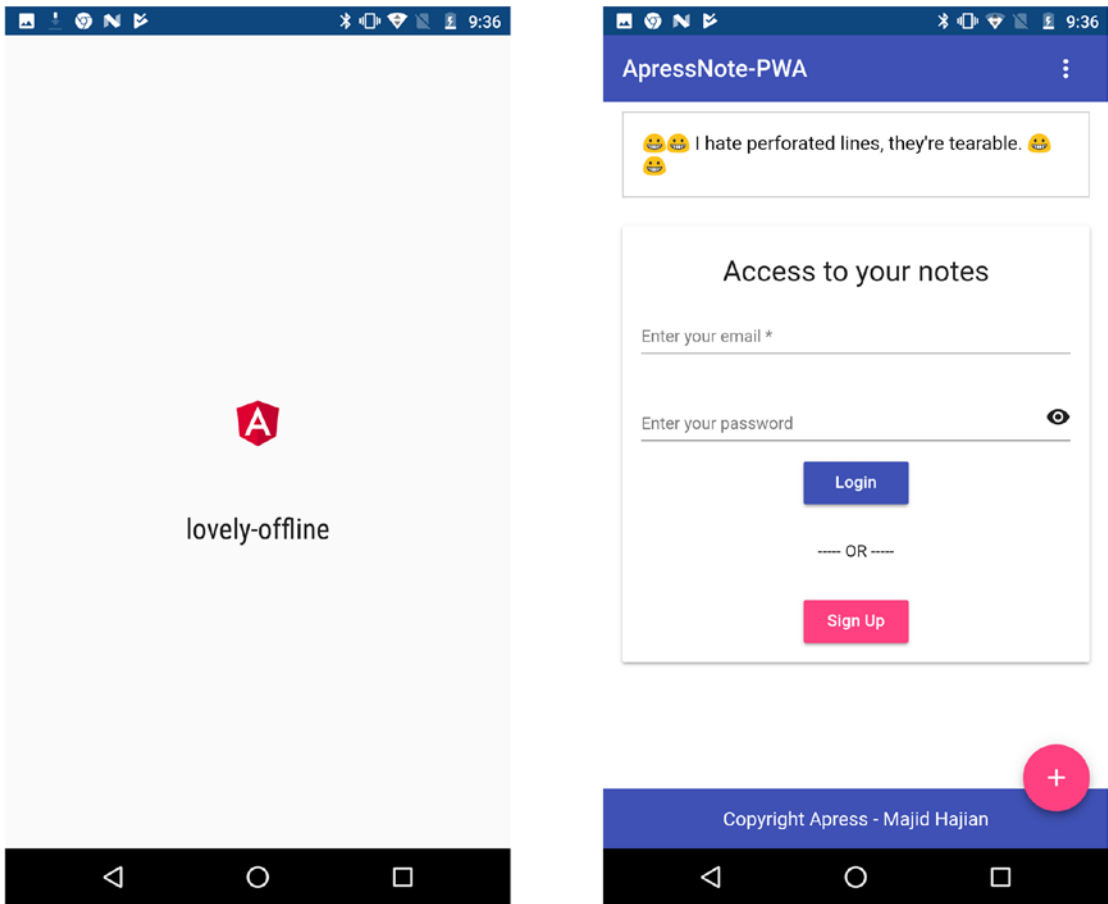 9:36
lovely-offline
9:36
ApressNote-PWA
😀😀 I hate perforated lines, they're tearable. 😀
😀
Access to your notes
Enter your email *
Enter your password
Login
----- OR -----
Sign Up
+
Copyright Apress - Majid Hajian